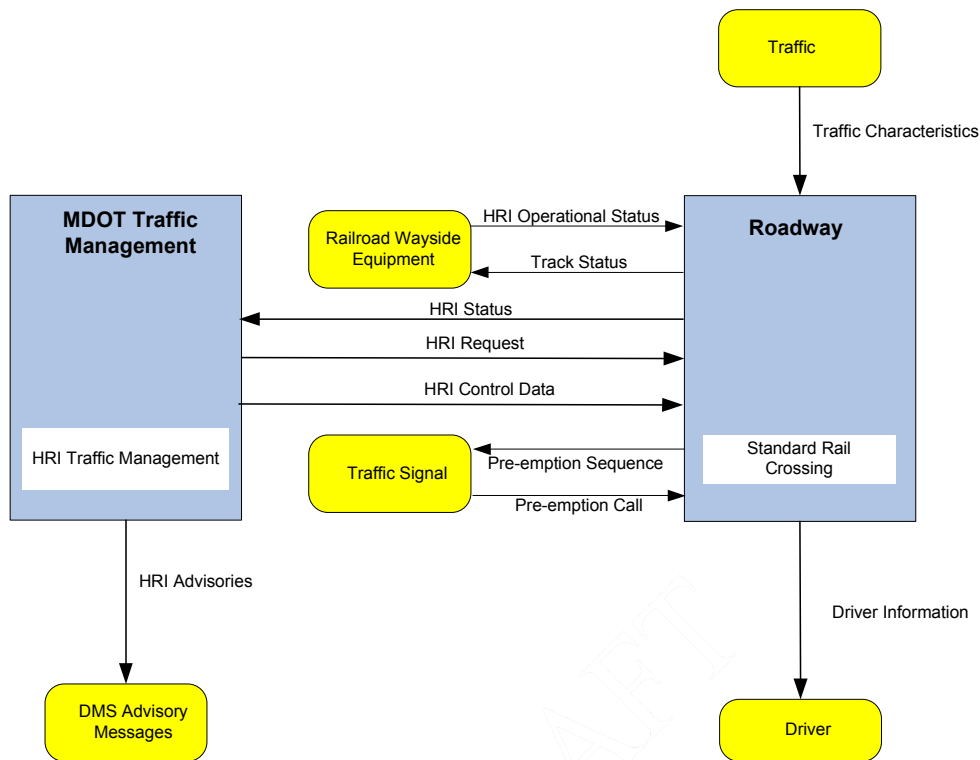 Traffic
Traffic Characteristics
MDOT Traffic
Management
Roadway
Railroad Wayside
Equipment
HRI Operational Status
Track Status
HRI Status
HRI Request
HRI Control Data
HRI Traffic Management
Traffic Signal
Pre-emption Sequence
Pre-emption Call
Standard Rail
Crossing
HRI Advisories
Driver Information
DMS Advisory
Messages
Driver